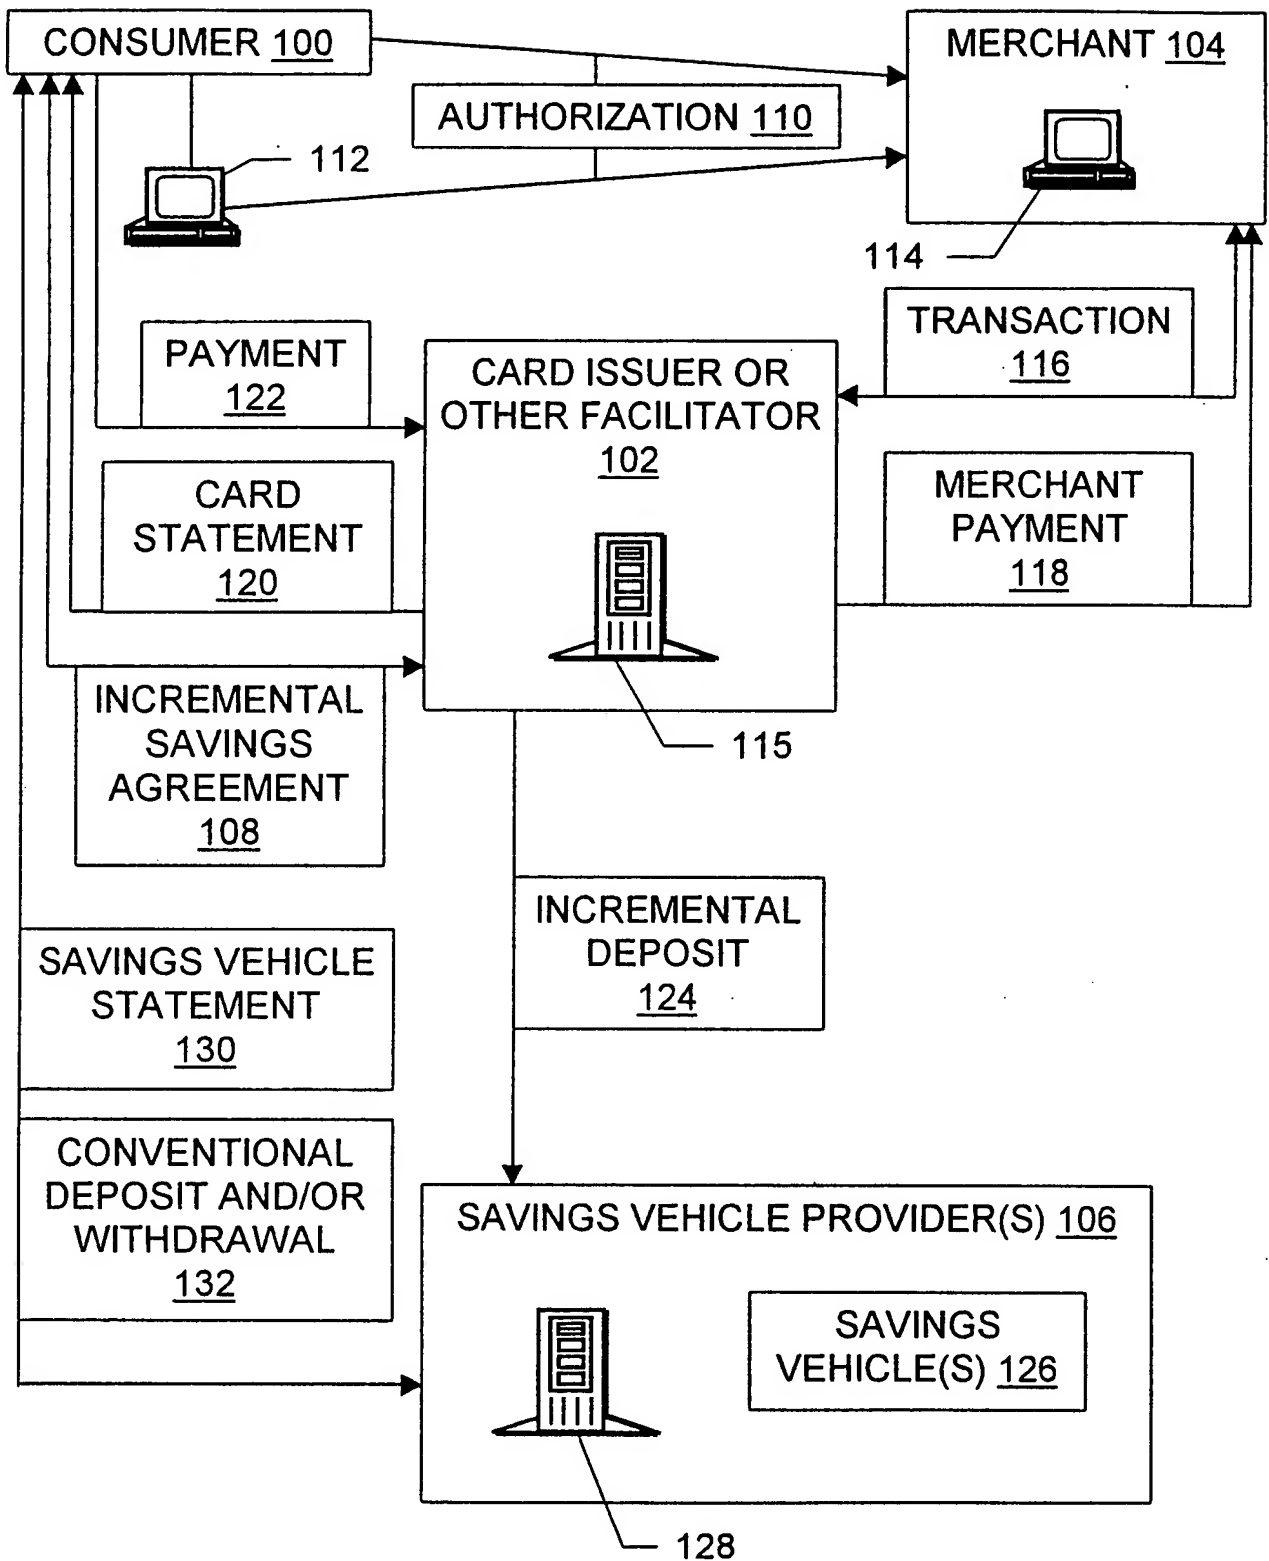 CONSUMER 100
MERCHANT 104
AUTHORIZATION 110
112
114
TRANSACTION
116
PAYMENT
122
CARD ISSUER OR
OTHER FACILITATOR
102
CARD
STATEMENT
120
MERCHANT
PAYMENT
118
INCREMENTAL
SAVINGS
AGREEMENT
108
115
INCREMENTAL
DEPOSIT
124
SAVINGS VEHICLE
STATEMENT
130
CONVENTIONAL
DEPOSIT AND/OR
WITHDRAWAL
132
SAVINGS VEHICLE PROVIDER(S) 106
SAVINGS
VEHICLE(S) 126
128